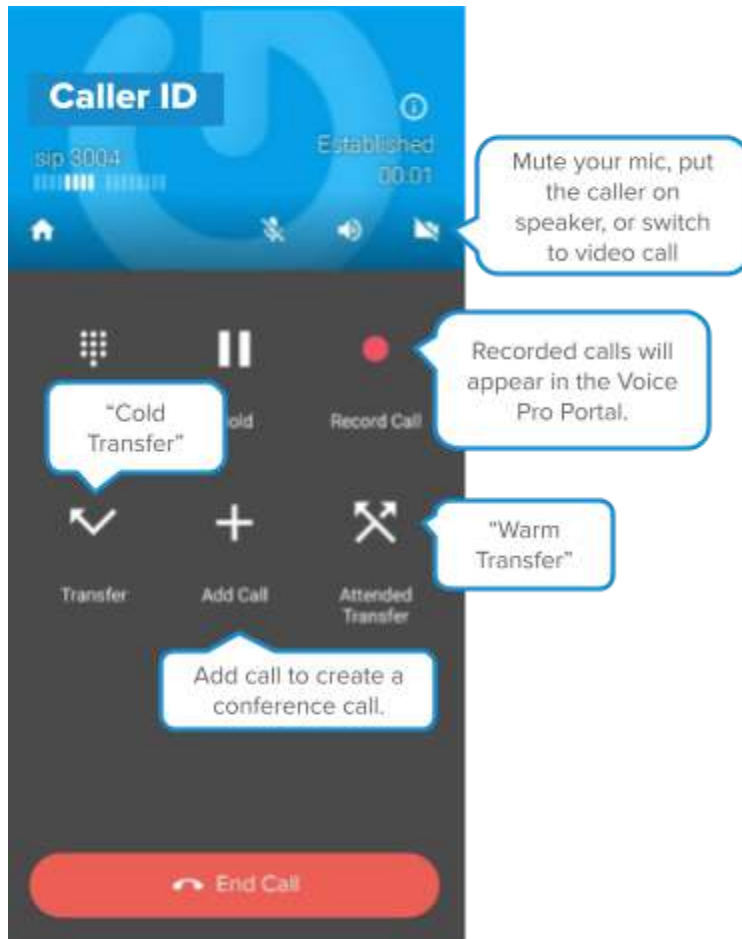 Caller ID
sip 3004
Established
00:01
Mute your mic, put
the caller on
speaker, or switch
to video call
Recorded calls will
appear in the Voice
Pro Portal.
"Cold
Transfer"
old
Record Call
"Warm
Transfer"
Transfer
Add Call
Attended
Transfer
Add call to create a
conference call.
End Call